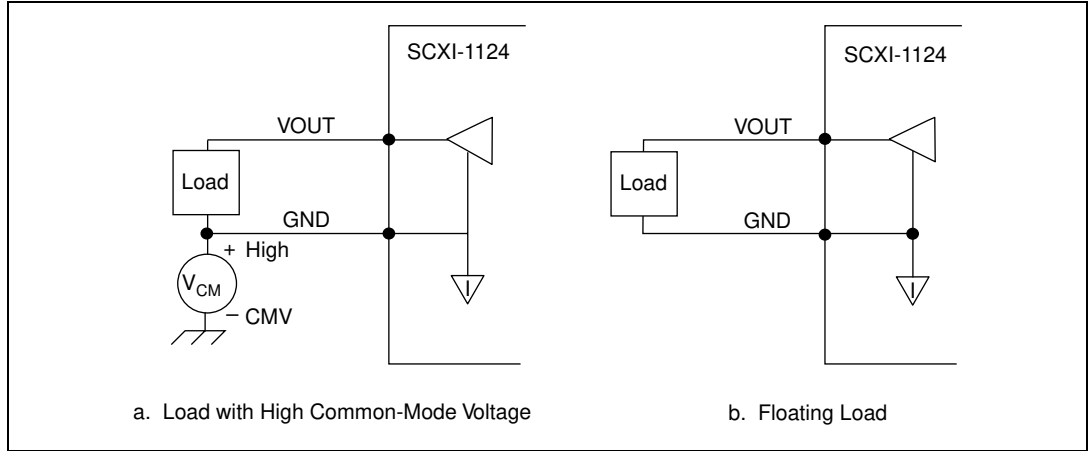 SCXI-1124
VOUT
Load
GND
+ High
V_CM
– CMV
I
a. Load with High Common-Mode Voltage
SCXI-1124
VOUT
Load
GND
I
b. Floating Load